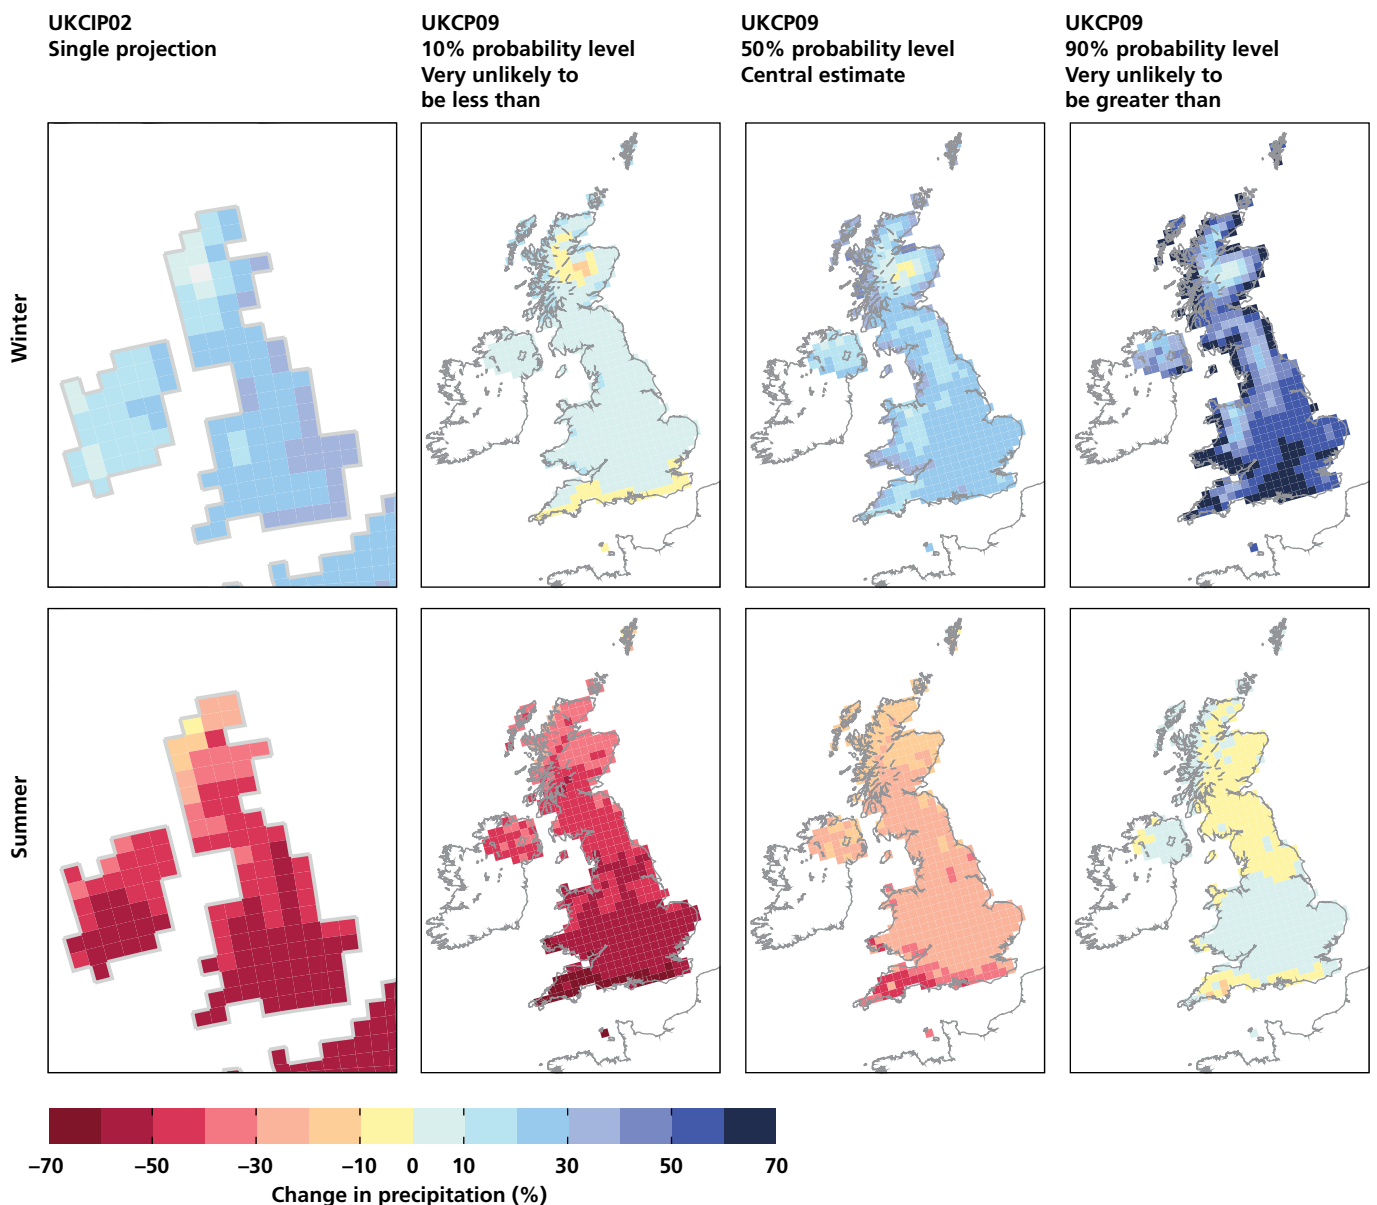 UKCIP02
Single projection
UKCP09
10% probability level
Very unlikely to
be less than
UKCP09
50% probability level
Central estimate
UKCP09
90% probability level
Very unlikely to
be greater than
Winter
Summer
–70 –50 –30 –10 0 10 30 50 70
Change in precipitation (%)